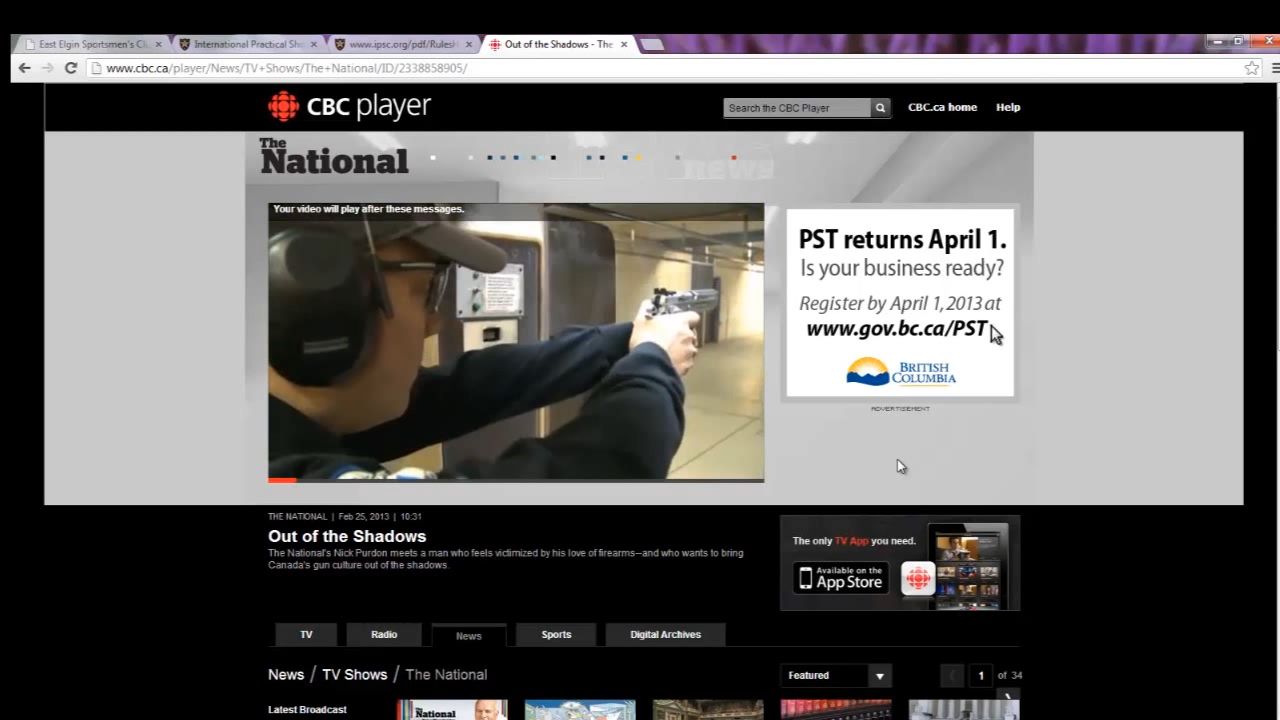 East Elgin Sportsmen's Cl
International Practical Sho
www.ipsc.org/pdf/Rules
Out of the Shadows - The
www.cbc.ca/player/News/TV+Shows/The+National/ID/2338858905/
CBC player
Search the CBC Player
CBC.ca home
Help
The
National
news
Your video will play after these messages.
PST returns April 1.
Is your business ready?
Register by April 1, 2013 at
www.gov.bc.ca/PST
BRITISH
COLUMBIA
ADVERTISEMENT
THE NATIONAL | Feb 25, 2013 | 10:31
Out of the Shadows
The National's Nick Purdon meets a man who feels victimized by his love of firearms—and who wants to bring
Canada's gun culture out of the shadows.
The only TV App you need.
Available on the
App Store
TV
Radio
News
Sports
Digital Archives
News / TV Shows / The National
Featured
1 of 34
Latest Broadcast
The
National